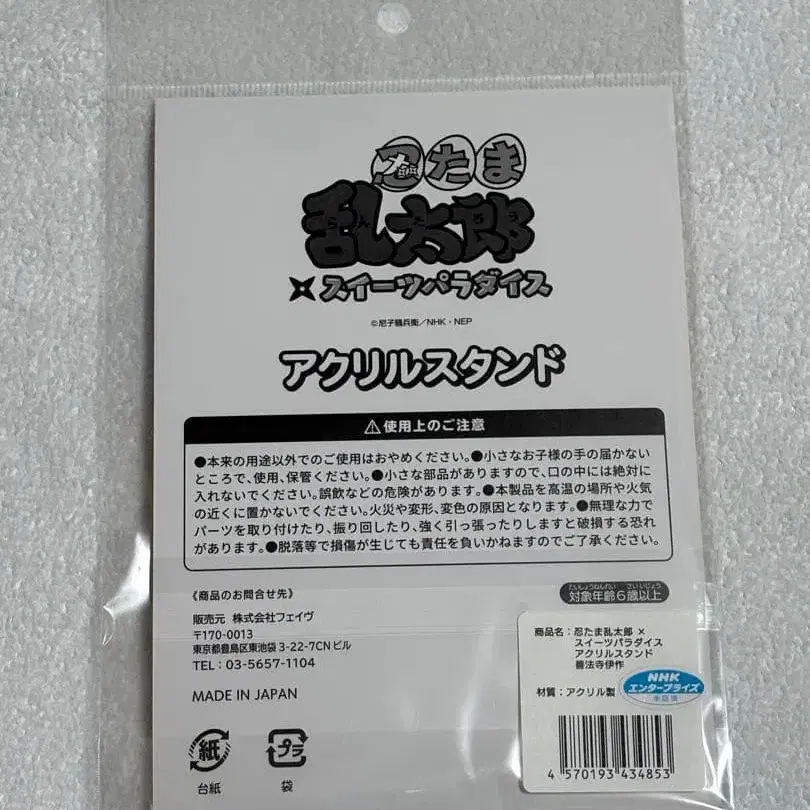 忍たま
乱太郎
スイーツパラダイス
©尼子騒兵衛/NHK・NEP
アクリルスタンド
⚠使用上のご注意
●本来の用途以外でのご使用はおやめください。●小さなお子様の手の届かない
ところで、使用、保管ください。●小さな部品がありますので、口の中には絶対に
入れないでください。誤飲などの危険があります。●本製品を高温の場所や火気
の近くに置かないでください。火災や変形、変色の原因となります。●無理な力で
パーツを取り付けたり、振り回したり、強く引っ張ったりしますと破損する恐れ
があります。●脱落等で損傷が生じても責任を負いかねますのでご了承ください。
《商品のお問合せ先》
販売元 株式会社フェイヴ
〒170-0013
東京都豊島区東池袋3-22-7CNビル
TEL:03-5657-1104
MADE IN JAPAN
紙
台紙
プラ
袋
たいしょうねんれい さいいじょう
対象年齢6歳以上
商品名:忍たま乱太郎×
スイーツパラダイス
アクリルスタンド
善法寺伊作
材質:アクリル製
NHK
エンタープライズ
4 570193 434853